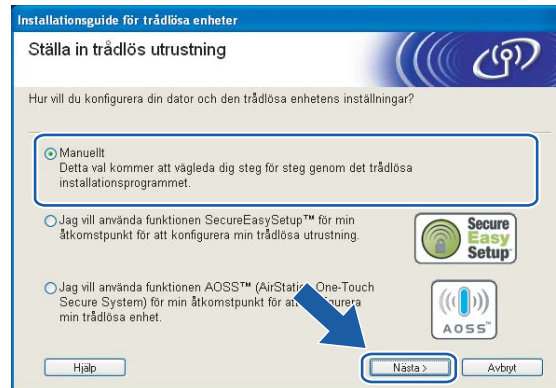 Installationsguide för trådlösa enheter
Ställa in trådlös utrustning
Hur vill du konfigurera din dator och den trådlösa enhetens inställningar?
Manuellt
Detta val kommer att vägleda dig steg för steg genom det trådlösa
installationsprogrammet.
Jag vill använda funktionen SecureEasySetup™ för min
åtkomstpunkt för att konfigurera min trådlösa utrustning.
Secure
Easy
Setup
Jag vill använda funktionen AOSS™ (AirStation One-Touch
Secure System) för min åtkomstpunkt för att
min trådlösa enhet.
AOSS™
Hjälp
Nästa >
Avbryt